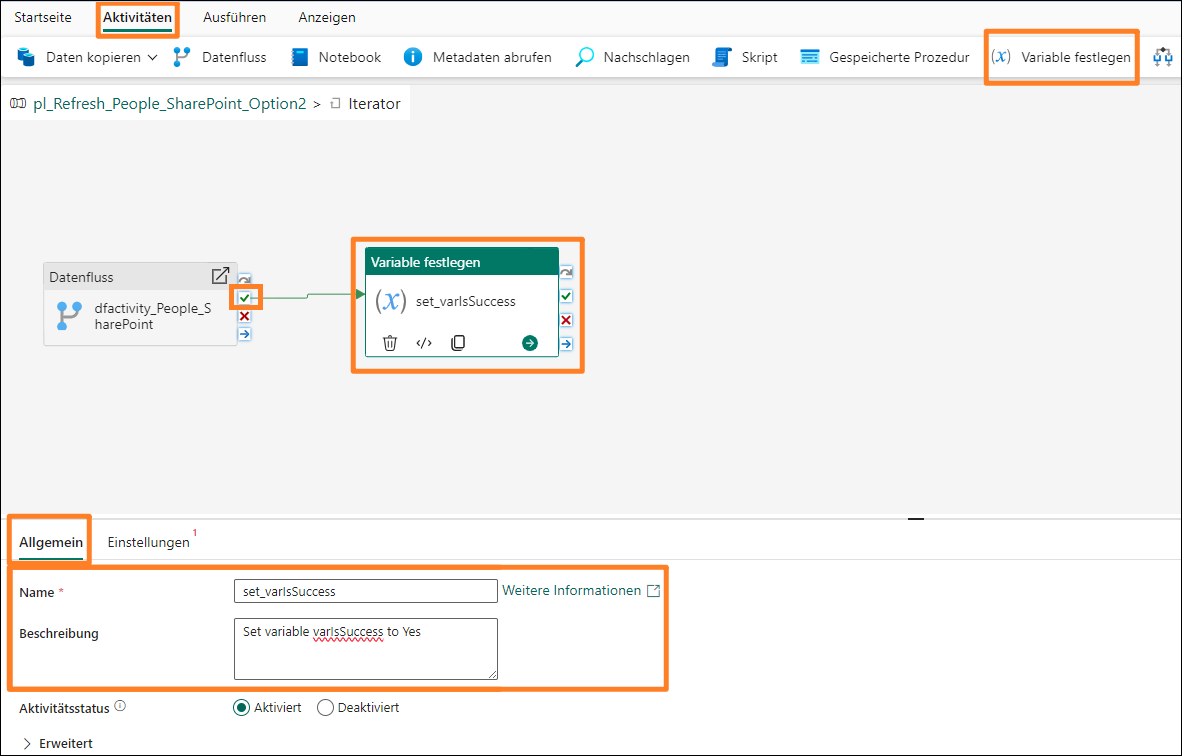 Startseite Aktivitäten Ausführen Anzeigen
Daten kopieren Datenfluss Notebook Metadaten abrufen Nachschlagen Skript Gespeicherte Prozedur (x) Variable festlegen
pl_Refresh_People_SharePoint_Option2 > Iterator
Datenfluss
dfactivity_People_S
harePoint
Variable festlegen
(x) set_varIsSuccess
Allgemein Einstellungen 1
Name * set_varIsSuccess Weitere Informationen
Beschreibung Set variable varIsSuccess to Yes
Aktivitätsstatus Aktiviert Deaktiviert
Erweitert